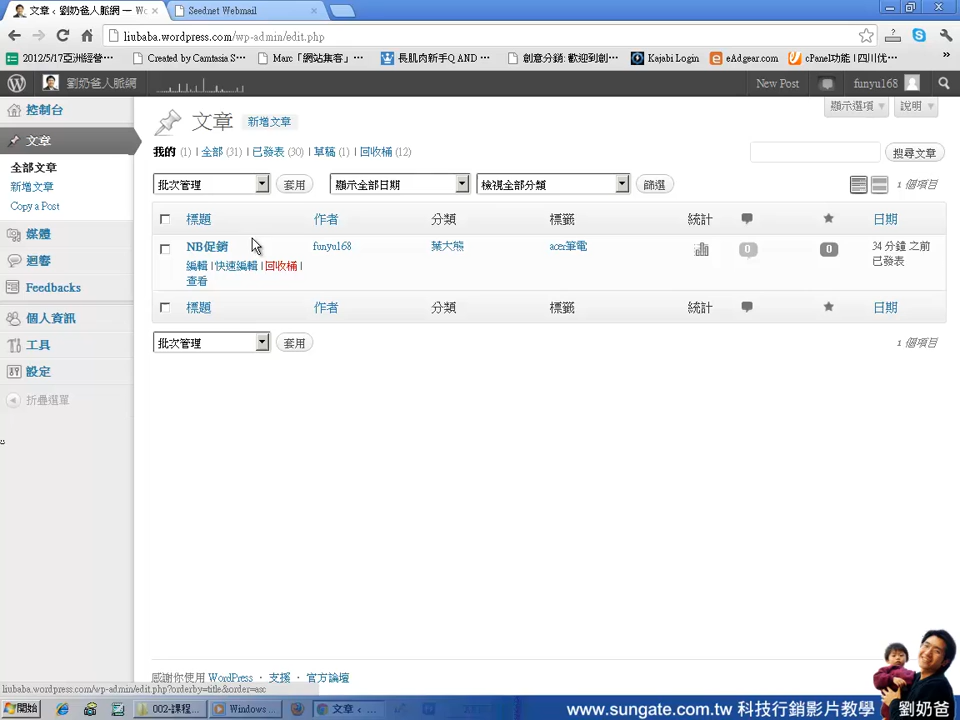 文章 ‹ 劉奶爸人脈網 — Wo
Seednet Webmail
liubaba.wordpress.com/wp-admin/edit.php
2012/5/17亞洲經營…
Created by Camtasia S…
Marc「網站集客」…
長肌肉新手Q AND …
創意分銷: 歡迎到創…
Kajabi Login
eAdgear.com
cPanel功能 | 四川优…
劉奶爸人脈網
New Post
funyu168
控制台
文章
全部文章
新增文章
Copy a Post
媒體
迴響
Feedbacks
個人資訊
工具
設定
折疊選單
顯示選項
說明
文章 新增文章
我的 (1) | 全部 (31) | 已發表 (30) | 草稿 (1) | 回收桶 (12)
搜尋文章
批次管理
套用
顯示全部日期
檢視全部分類
篩選
1 個項目
標題 作者 分類 標籤 統計 日期
NB促銷 funyu168 葉大熊 acer筆電 0 0 34 分鐘 之前
已發表
編輯 | 快速編輯 | 回收桶 |
查看
標題 作者 分類 標籤 統計 日期
批次管理
套用
1 個項目
感謝你使用 WordPress ・ 支援 ・ 官方論壇
liubaba.wordpress.com/wp-admin/edit.php?orderby=title&order=asc
開始
002-課程…
Windows…
文章 ‹ …
www.sungate.com.tw 科技行銷影片教學
劉奶爸